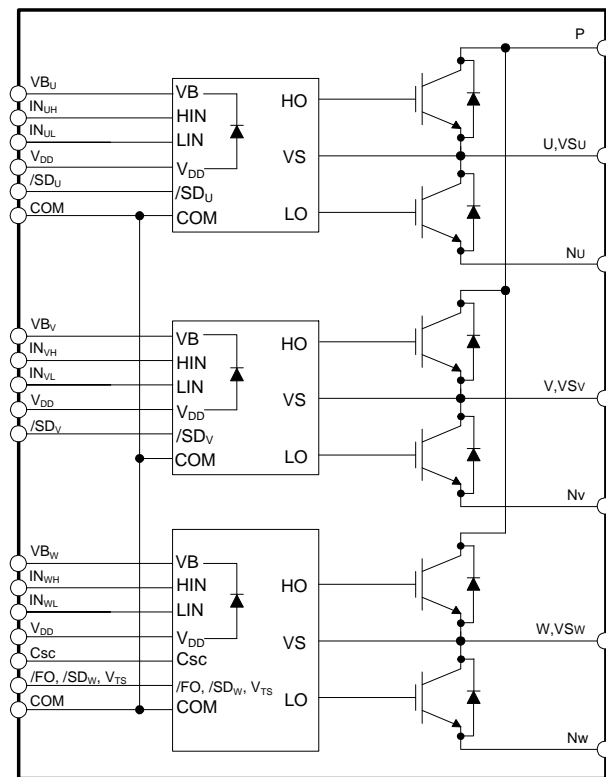 P
VBU
VB
HO
INUH
HIN
INUL
LIN
VDD
VDD
VS
U,VSU
/SDU
/SDU
COM
COM
LO
NU
VBV
VB
HO
INVH
HIN
INVL
LIN
VDD
VDD
VS
V,VSV
/SDV
/SDV
COM
LO
NV
VBW
VB
HO
INWH
HIN
INWL
LIN
VDD
VDD
VS
W,VSW
Csc
Csc
/FO, /SDW, VTS
/FO, /SDW, VTS
LO
COM
COM
NW